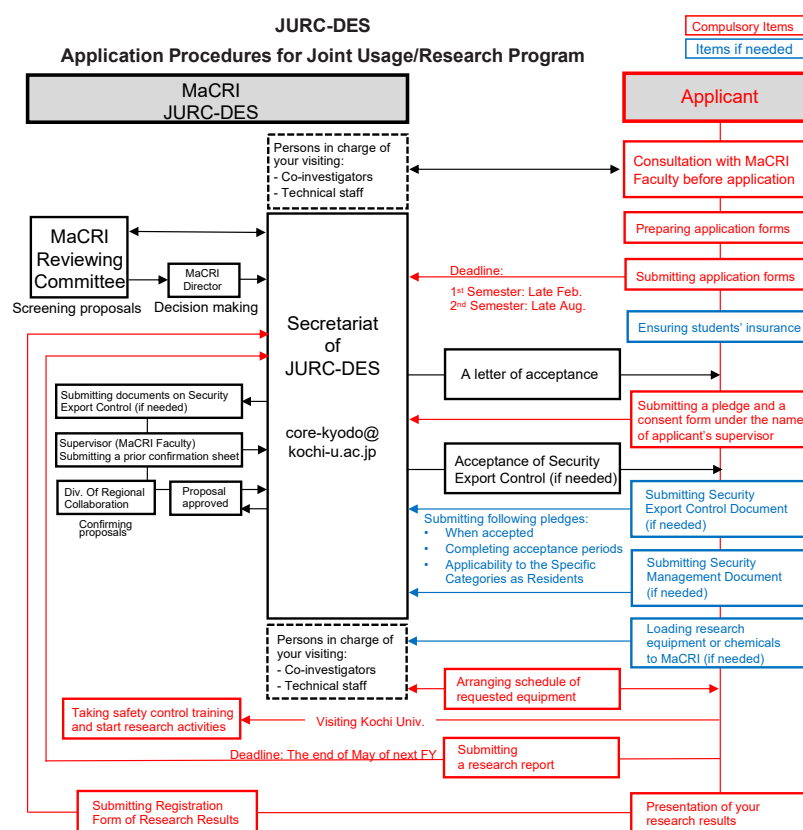 JURC-DES
Application Procedures for Joint Usage/Research Program
Compulsory Items
Items if needed
MaCRI
JURC-DES
Applicant
Persons in charge of
your visiting:
- Co-investigators
- Technical staff
Consultation with MaCRI
Faculty before application
MaCRI
Reviewing
Committee
Screening proposals
MaCRI
Director
Decision making
Preparing application forms
Deadline:
1st Semester: Late Feb.
2nd Semester: Late Aug.
Submitting application forms
Ensuring students' insurance
Secretariat
of
JURC-DES
core-kyodo@
kochi-u.ac.jp
A letter of acceptance
Submitting documents on Security
Export Control (if needed)
Submitting a pledge and a
consent form under the name
of applicant's supervisor
Supervisor (MaCRI Faculty)
Submitting a prior confirmation sheet
Acceptance of Security
Export Control (if needed)
Div. Of Regional
Collaboration
Proposal
approved
Confirming
proposals
Submitting Security
Export Control Document
(if needed)
Submitting following pledges:
• When accepted
• Completing acceptance periods
• Applicability to the Specific
Categories as Residents
Submitting Security
Management Document
(if needed)
Persons in charge of
your visiting:
- Co-investigators
- Technical staff
Loading research
equipment or chemicals
to MaCRI (if needed)
Arranging schedule of
requested equipment
Taking safety control training
and start research activities
Visiting Kochi Univ.
Deadline: The end of May of next FY
Submitting
a research report
Submitting Registration
Form of Research Results
Presentation of your
research results